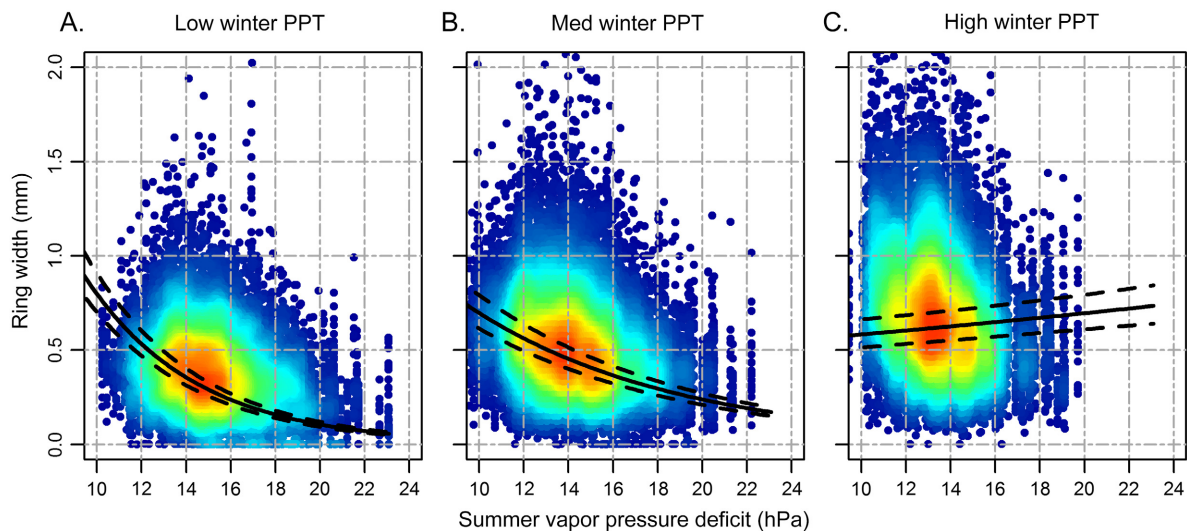 A. Low winter PPT
B. Med winter PPT
C. High winter PPT
Ring width (mm)
2.0
1.5
1.0
0.5
0.0
10 12 14 16 18 20 22 24
10 12 14 16 18 20 22 24
10 12 14 16 18 20 22 24
Summer vapor pressure deficit (hPa)